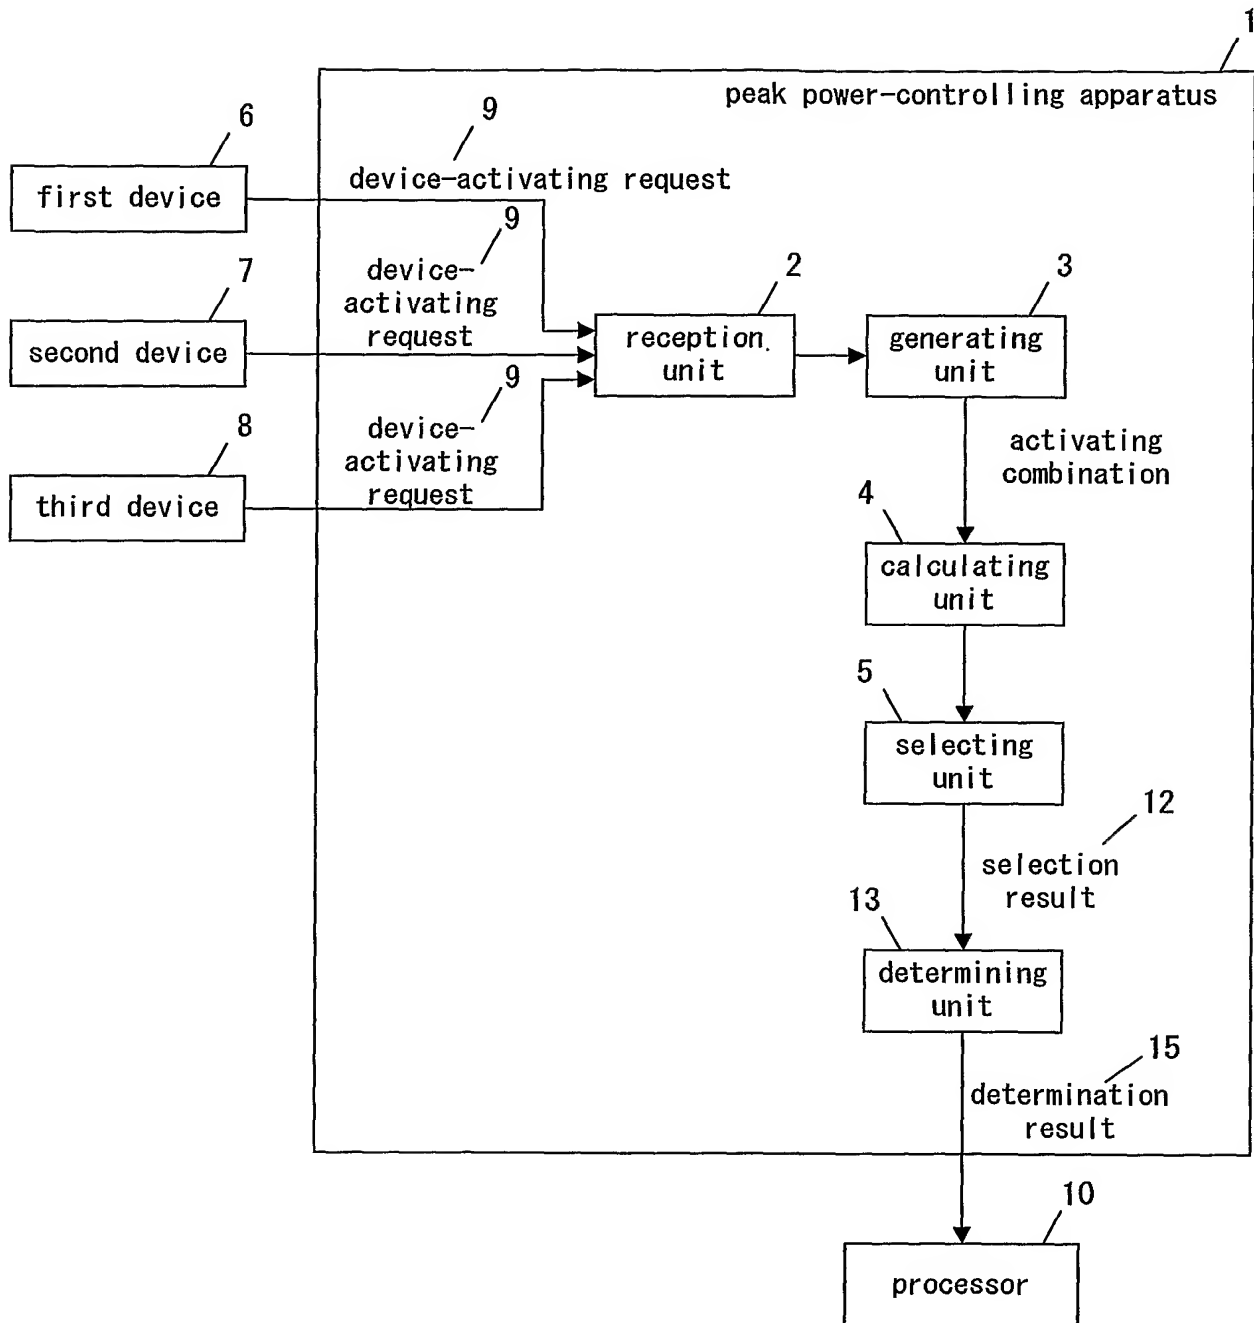 1
peak power-controlling apparatus
6
9
first device
device-activating request
9
7
device-
activating
request
2
3
second device
reception.
unit
generating
unit
9
8
device-
activating
request
activating
combination
third device
4
calculating
unit
5
selecting
unit
12
selection
result
13
determining
unit
15
determination
result
10
processor